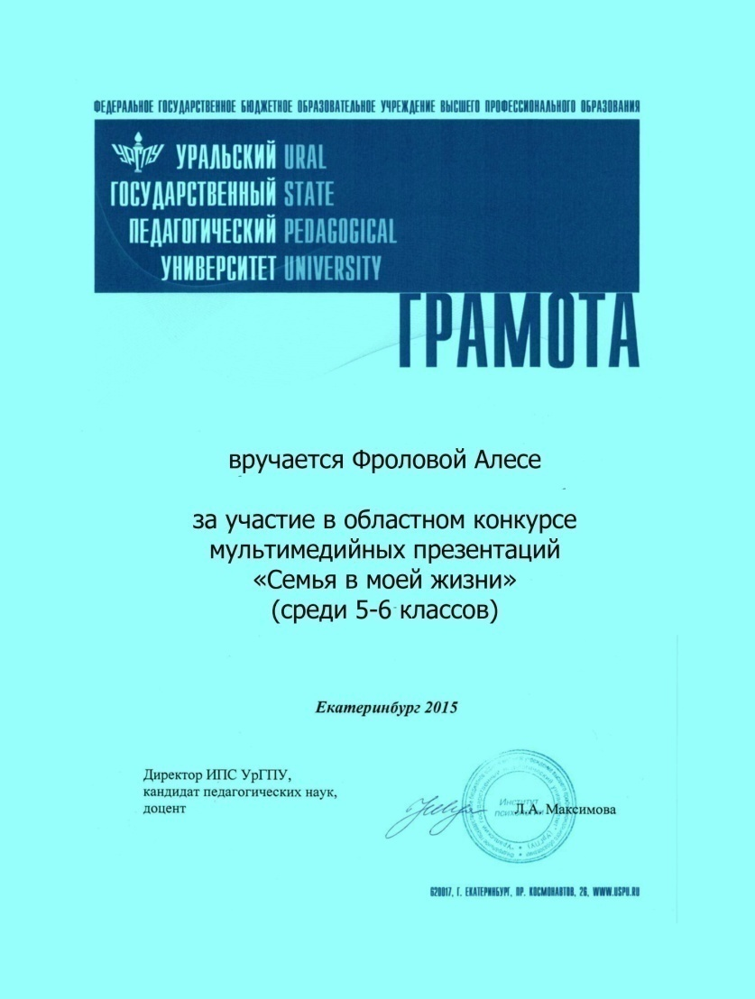 ФЕДЕРАЛЬНОЕ ГОСУДАРСТВЕННОЕ БЮДЖЕТНОЕ ОБРАЗОВАТЕЛЬНОЕ УЧРЕЖДЕНИЕ ВЫСШЕГО ПРОФЕССИОНАЛЬНОГО ОБРАЗОВАНИЯ
УрГПУ УРАЛЬСКИЙ URAL
ГОСУДАРСТВЕННЫЙ STATE
ПЕДАГОГИЧЕСКИЙ PEDAGOGICAL
УНИВЕРСИТЕТ UNIVERSITY
ГРАМОТА
вручается Фроловой Алесе
за участие в областном конкурсе
мультимедийных презентаций
«Семья в моей жизни»
(среди 5-6 классов)
Екатеринбург 2015
Директор ИПС УрГПУ,
кандидат педагогических наук,
доцент
Институт
психологии
Л.А. Максимова
620017, Г. ЕКАТЕРИНБУРГ, ПР. КОСМОНАВТОВ, 26, WWW.USPU.RU